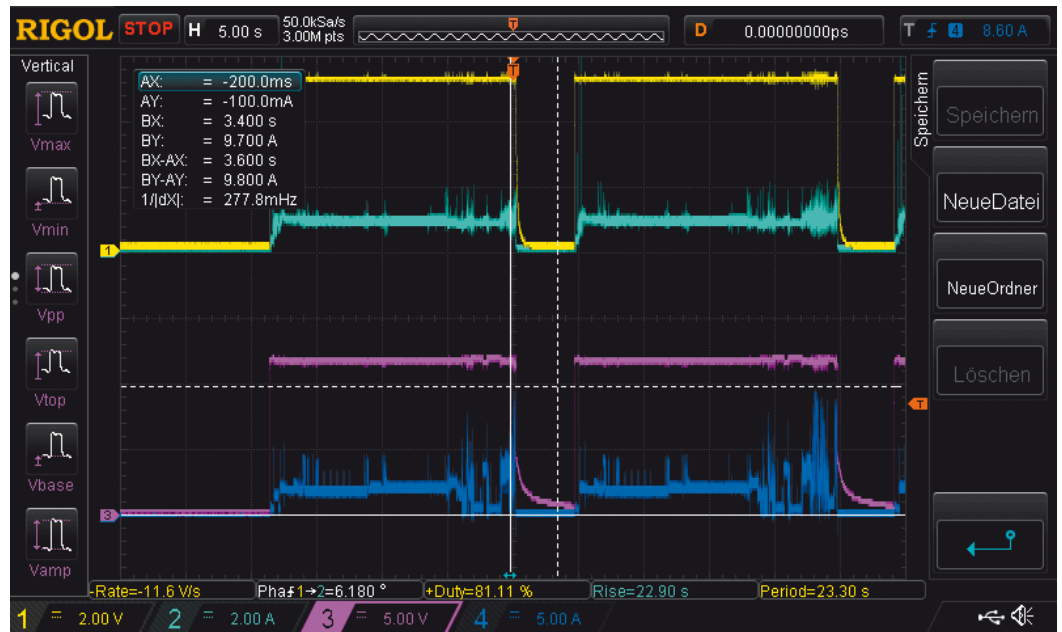 RIGOL STOP H 5.00 s 50.0kSa/s 3.00M pts T D 0.00000000ps T 4 8.60 A
Vertical
Vmax
Vmin
Vpp
Vtop
Vbase
Vamp
AX: = -200.0ms
AY: = -100.0mA
BX: = 3.400 s
BY: = 9.700 A
BX-AX: = 3.600 s
BY-AY: = 9.800 A
1/|dX|: = 277.8mHz
T
1
3
T
Speichern
Speichern
NeueDatei
NeueOrdner
Löschen
-Rate=-11.6 V/s Pha 1→2=6.180 ° +Duty=81.11 % Rise=22.90 s Period=23.30 s
1 = 2.00 V 2 = 2.00 A 3 = 5.00 V 4 = 5.00 A